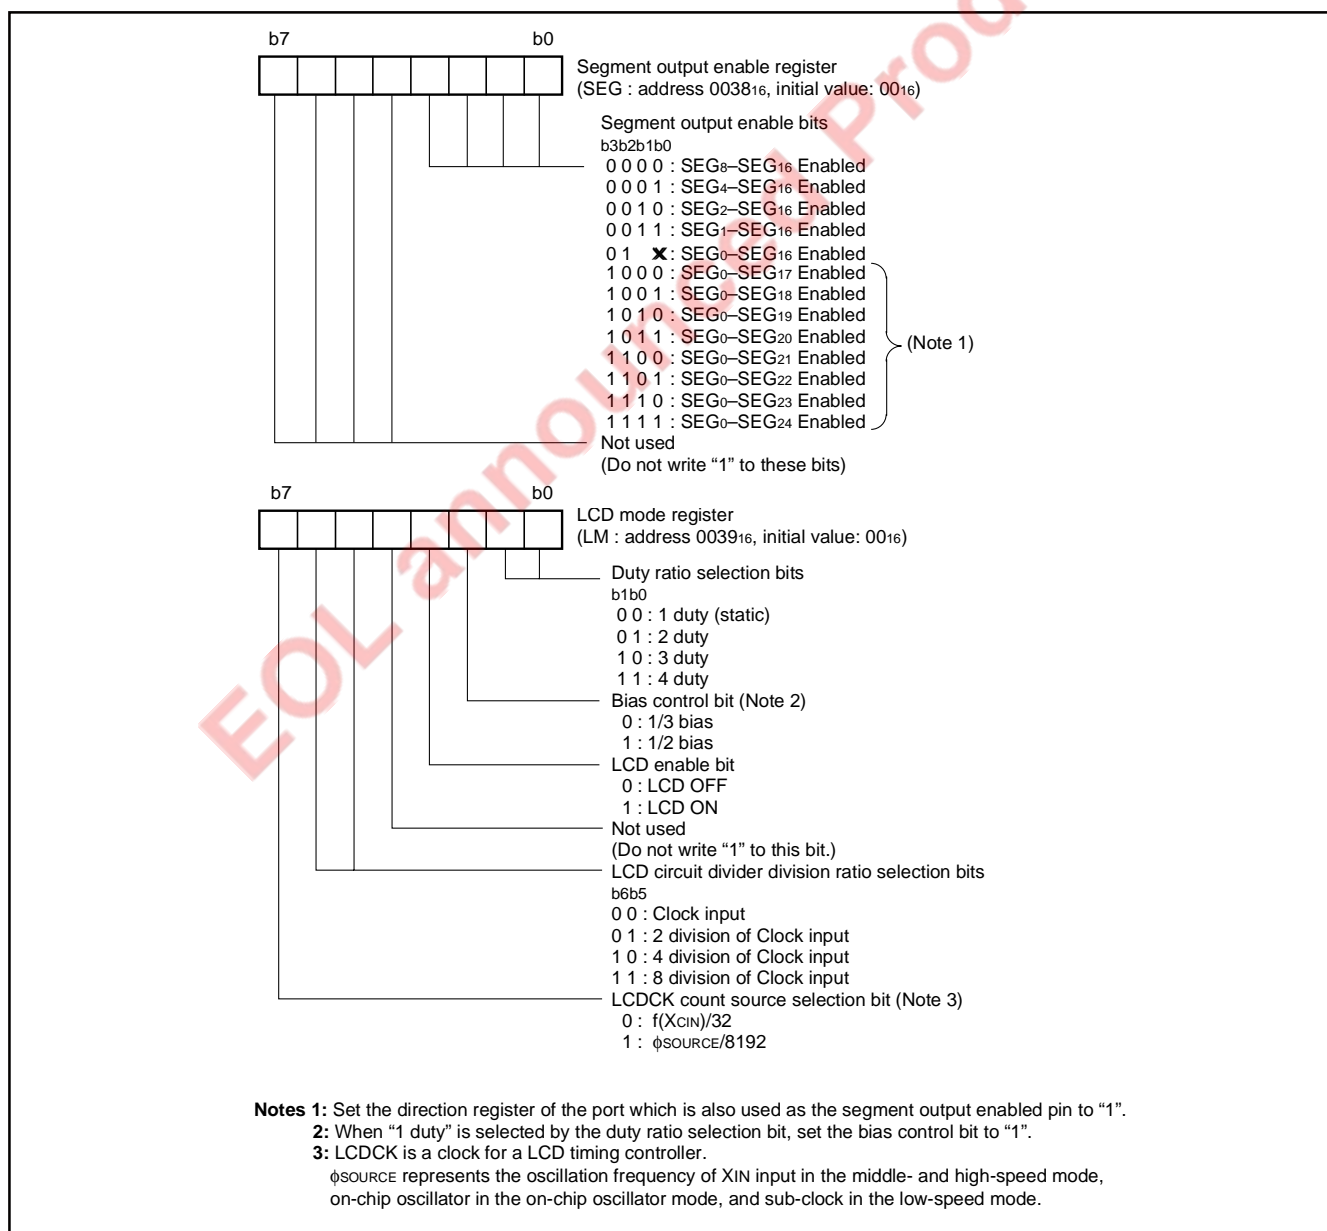 b7 b0
Segment output enable register
(SEG : address 003816, initial value: 0016)
Segment output enable bits
b3b2b1b0
0 0 0 0 : SEG8–SEG16 Enabled
0 0 0 1 : SEG4–SEG16 Enabled
0 0 1 0 : SEG2–SEG16 Enabled
0 0 1 1 : SEG1–SEG16 Enabled
0 1 X : SEG0–SEG16 Enabled
1 0 0 0 : SEG0–SEG17 Enabled
1 0 0 1 : SEG0–SEG18 Enabled
1 0 1 0 : SEG0–SEG19 Enabled
1 0 1 1 : SEG0–SEG20 Enabled
(Note 1)
1 1 0 0 : SEG0–SEG21 Enabled
1 1 0 1 : SEG0–SEG22 Enabled
1 1 1 0 : SEG0–SEG23 Enabled
1 1 1 1 : SEG0–SEG24 Enabled
Not used
(Do not write “1” to these bits)
b7 b0
LCD mode register
(LM : address 003916, initial value: 0016)
Duty ratio selection bits
b1b0
0 0 : 1 duty (static)
0 1 : 2 duty
1 0 : 3 duty
1 1 : 4 duty
Bias control bit (Note 2)
0 : 1/3 bias
1 : 1/2 bias
LCD enable bit
0 : LCD OFF
1 : LCD ON
Not used
(Do not write “1” to this bit.)
LCD circuit divider division ratio selection bits
b6b5
0 0 : Clock input
0 1 : 2 division of Clock input
1 0 : 4 division of Clock input
1 1 : 8 division of Clock input
LCDCK count source selection bit (Note 3)
0 : f(XCIN)/32
1 : ϕSOURCE/8192
Notes 1: Set the direction register of the port which is also used as the segment output enabled pin to “1”.
2: When “1 duty” is selected by the duty ratio selection bit, set the bias control bit to “1”.
3: LCDCK is a clock for a LCD timing controller.
ϕSOURCE represents the oscillation frequency of XIN input in the middle- and high-speed mode,
on-chip oscillator in the on-chip oscillator mode, and sub-clock in the low-speed mode.
EOL announced Prod